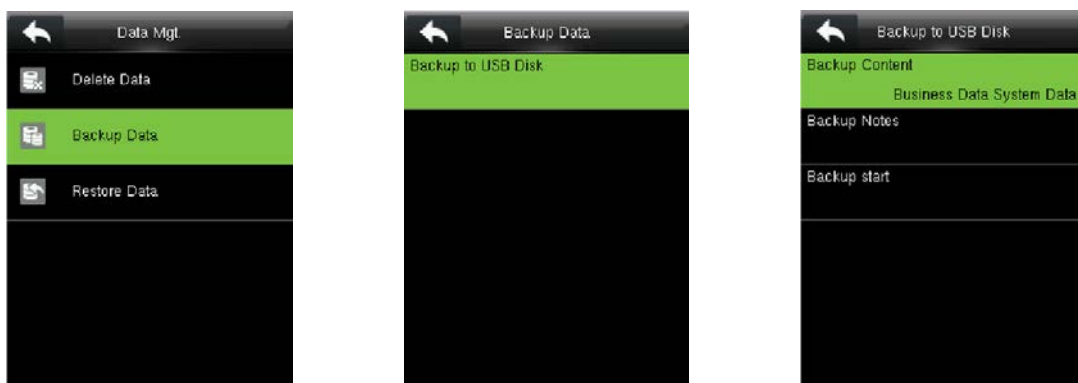 Data Mgt.
Delete Data
Backup Data
Restore Data
Backup Data
Backup to USB Disk
Backup to USB Disk
Backup Content
Business Data System Data
Backup Notes
Backup start